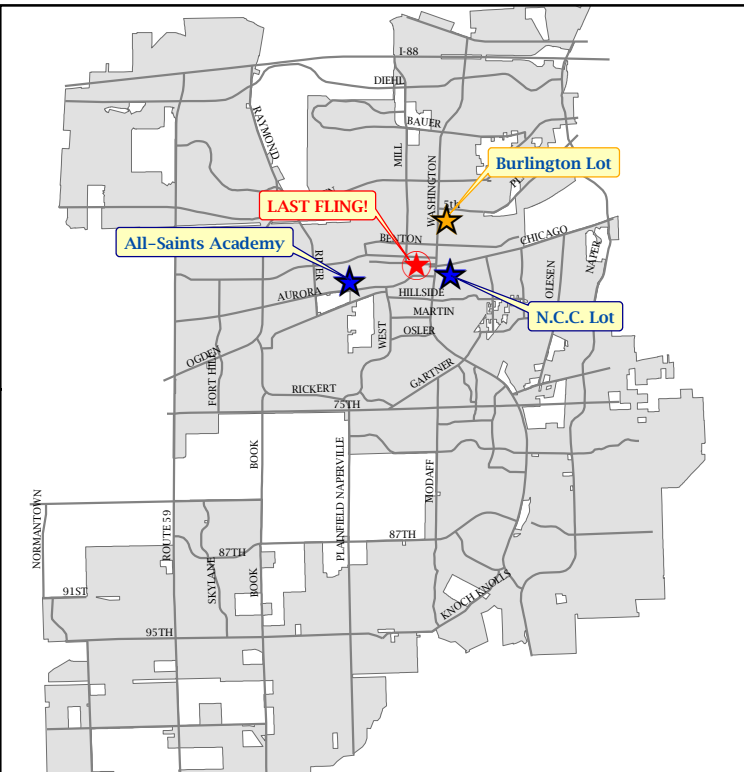 I-88
DIEHL
RAYMOND
BAUER
MILL
WASHINGTON
Burlington Lot
5th
LAST FLING!
BENTON
CHICAGO
All-Saints Academy
NAPER
RIVER
OLESEN
AURORA
HILLSIDE
MARTIN
N.C.C. Lot
WEST
OSLER
OGDEN
GARTNER
FORT HILL
RICKERT
75TH
BOOK
PLAINFIELD NAPERVILLE
MODAFF
NORMANTOWN
ROUTE 59
87TH
87TH
SKYLANE
BOOK
91ST
KNOCH KNOLLS
95TH